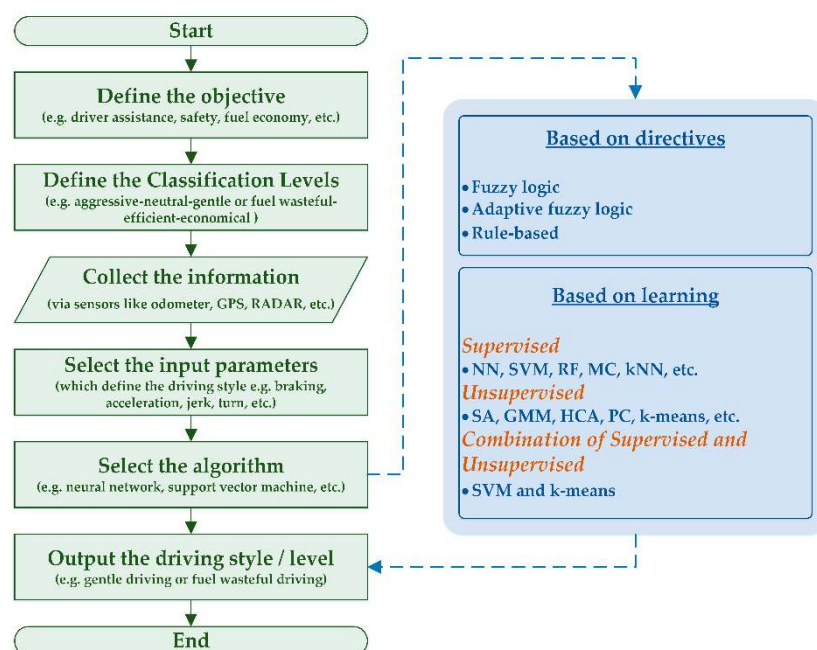 Start
Define the objective
(e.g. driver assistance, safety, fuel economy, etc.)
Define the Classification Levels
(e.g. aggressive-neutral-gentle or fuel wasteful-
efficient-economical )
Collect the information
(via sensors like odometer, GPS, RADAR, etc.)
Select the input parameters
(which define the driving style e.g. braking,
acceleration, jerk, turn, etc.)
Select the algorithm
(e.g. neural network, support vector machine, etc.)
Output the driving style / level
(e.g. gentle driving or fuel wasteful driving)
End
Based on directives
• Fuzzy logic
• Adaptive fuzzy logic
• Rule-based
Based on learning
Supervised
• NN, SVM, RF, MC, kNN, etc.
Unsupervised
• SA, GMM, HCA, PC, k-means, etc.
Combination of Supervised and
Unsupervised
• SVM and k-means